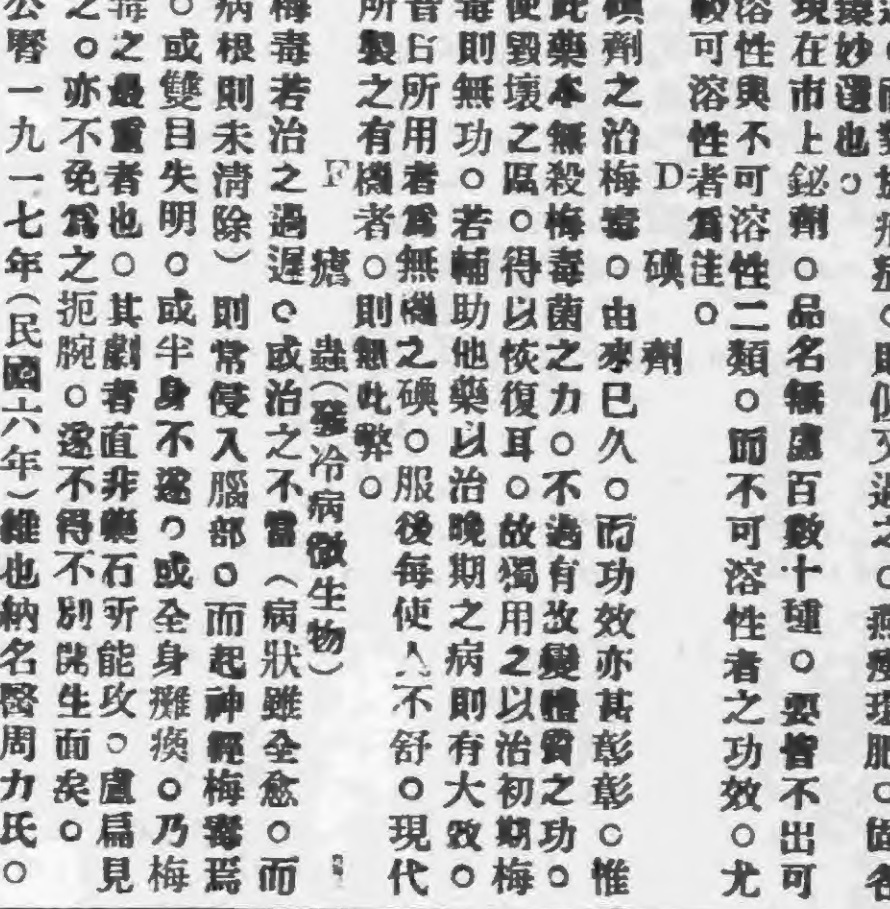 現在市上鉍劑。品名無慮百數十種。要皆不出可
溶性與不可溶性二類。而不可溶性者之功效。尤
較可溶性者爲注。
D 碘劑
碘劑之治梅毒。由來已久。而功效亦甚彰彰。惟
此藥本無殺梅毒菌之力。不過有改變體質之功。
使毀壞之區。得以恢復耳。故獨用之以治初期梅
毒則無功。若輔助他藥以治晚期之病則有大效。
昔日所用者爲無機之碘。服後每使人不舒。現代
所製之有機者。則無此弊。
F 瘧蟲(發冷病微生物)
梅毒若治之過遲。或治之不當(病狀雖全愈。而
病根則未清除)則常侵入腦部。而起神經梅毒焉
。或雙目失明。或半身不遂。或全身癱瘓。乃梅
毒之最重者也。其劇者直非藥石所能攻。盧扁見
之。亦不免爲之扼腕。遂不得不別開生面矣。
公曆一九一七年(民國六年)維也納名醫周力氏。